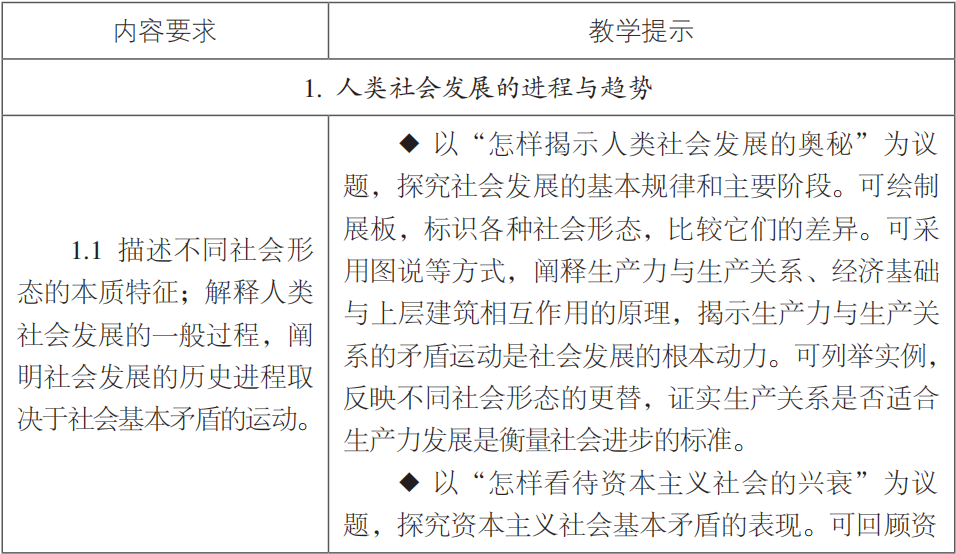 内容要求
教学提示
1. 人类社会发展的进程与趋势
1.1 描述不同社会形
态的本质特征；解释人类
社会发展的一般过程，阐
明社会发展的历史进程取
决于社会基本矛盾的运动。
◆ 以“怎样揭示人类社会发展的奥秘”为议
题，探究社会发展的基本规律和主要阶段。可绘制
展板，标识各种社会形态，比较它们的差异。可采
用图说等方式，阐释生产力与生产关系、经济基础
与上层建筑相互作用的原理，揭示生产力与生产关
系的矛盾运动是社会发展的根本动力。可列举实例，
反映不同社会形态的更替，证实生产关系是否适合
生产力发展是衡量社会进步的标准。
◆ 以“怎样看待资本主义社会的兴衰”为议
题，探究资本主义社会基本矛盾的表现。可回顾资